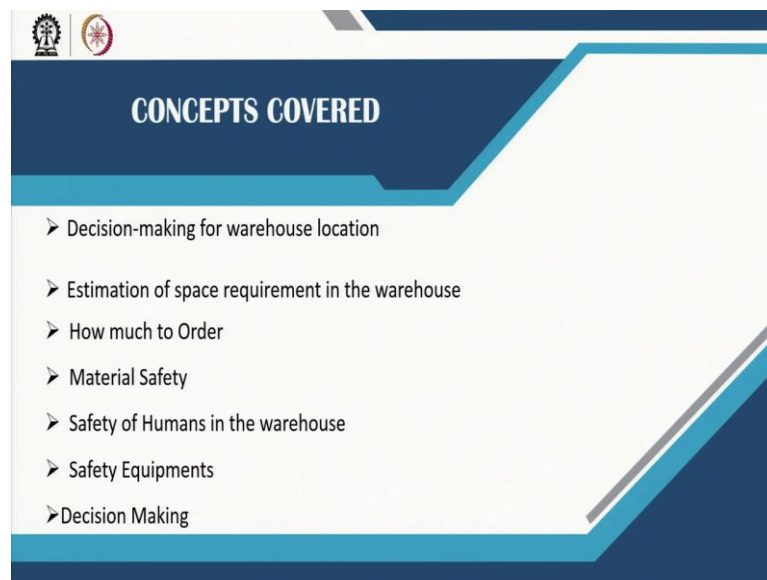 CONCEPTS COVERED
➤ Decision-making for warehouse location
➤ Estimation of space requirement in the warehouse
➤ How much to Order
➤ Material Safety
➤ Safety of Humans in the warehouse
➤ Safety Equipments
➤Decision Making